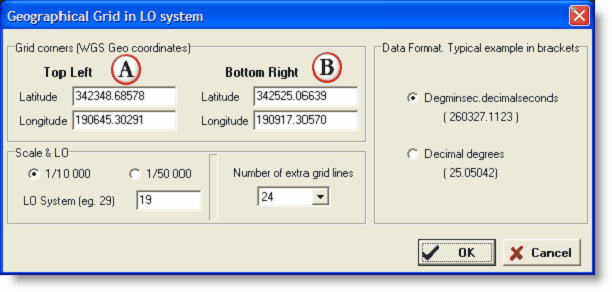 Geographical Grid in LO system
Grid corners (WGS Geo coordinates)
Top Left A Bottom Right B
Latitude 342348.68578 Latitude 342525.06639
Longitude 190645.30291 Longitude 190917.30570
Data Format. Typical example in brackets
Degminsec.decimalseconds
( 260327.1123 )
Decimal degrees
(25.05042)
Scale & LO
1/10 000 1/50 000
LO System (eg. 29) 19
Number of extra grid lines
24
OK Cancel